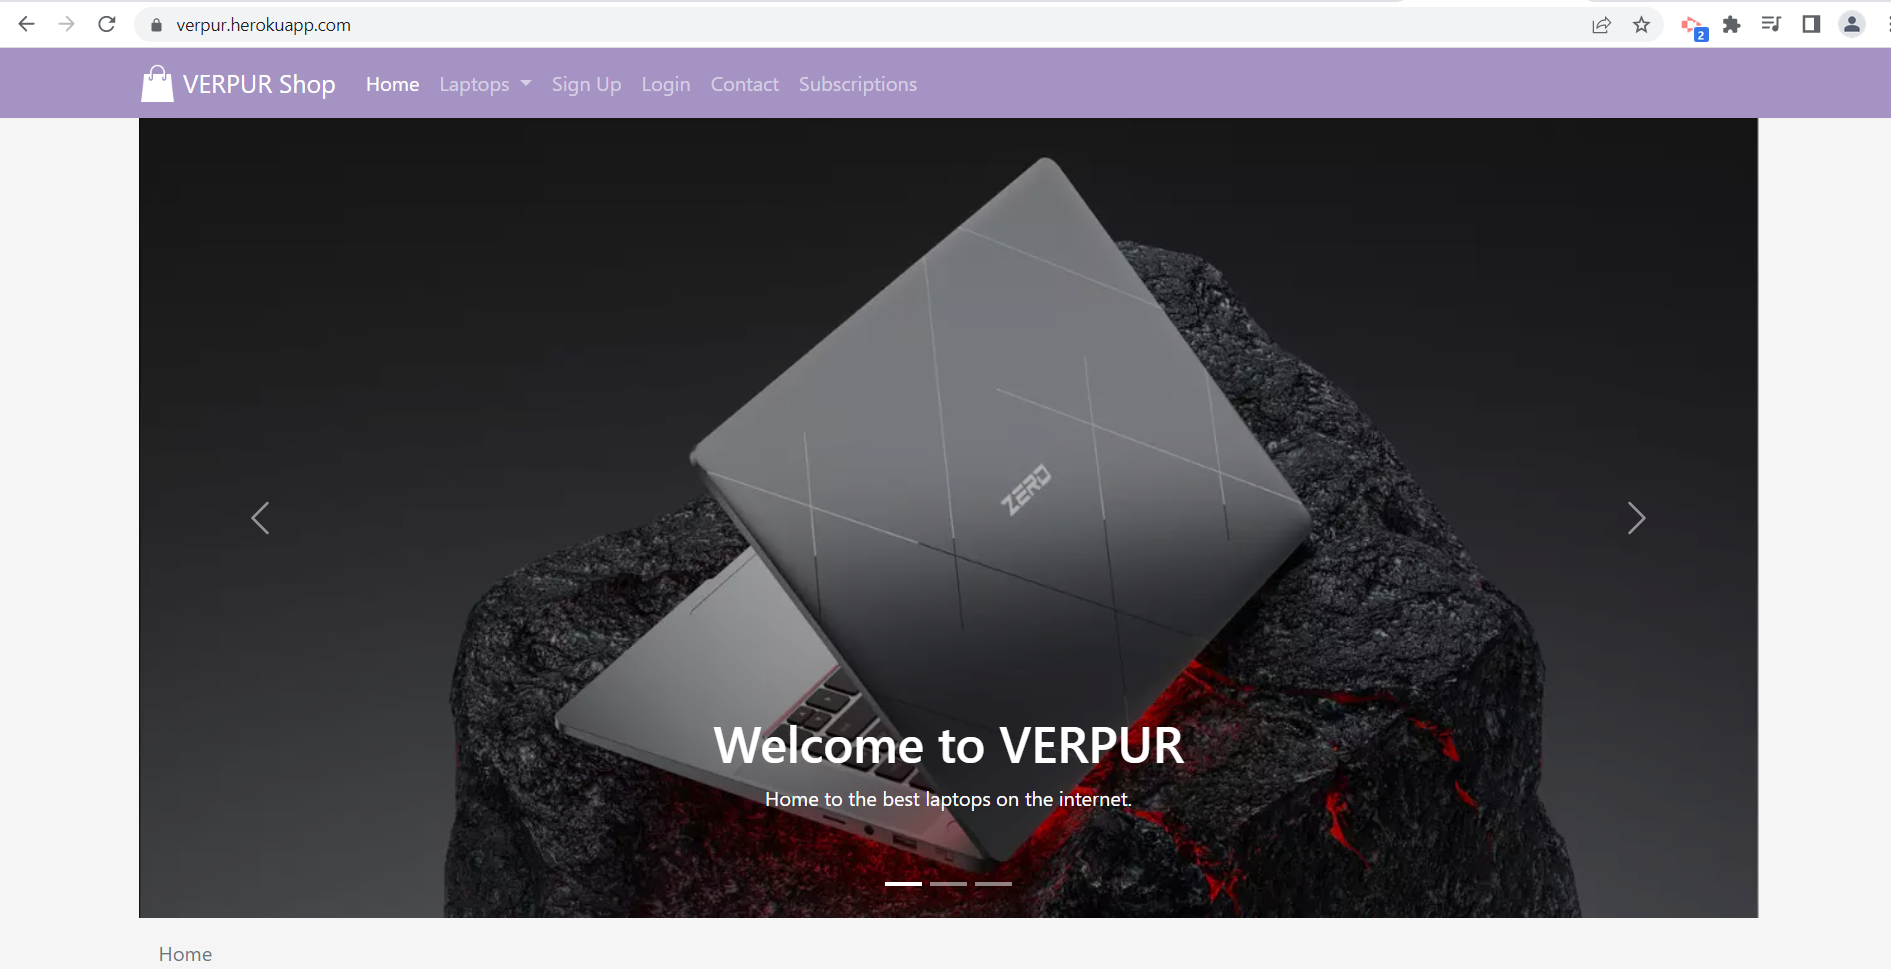 verpur.herokuapp.com
2
VERPUR Shop Home Laptops Sign Up Login Contact Subscriptions
ZERO
Welcome to VERPUR
Home to the best laptops on the internet.
Home